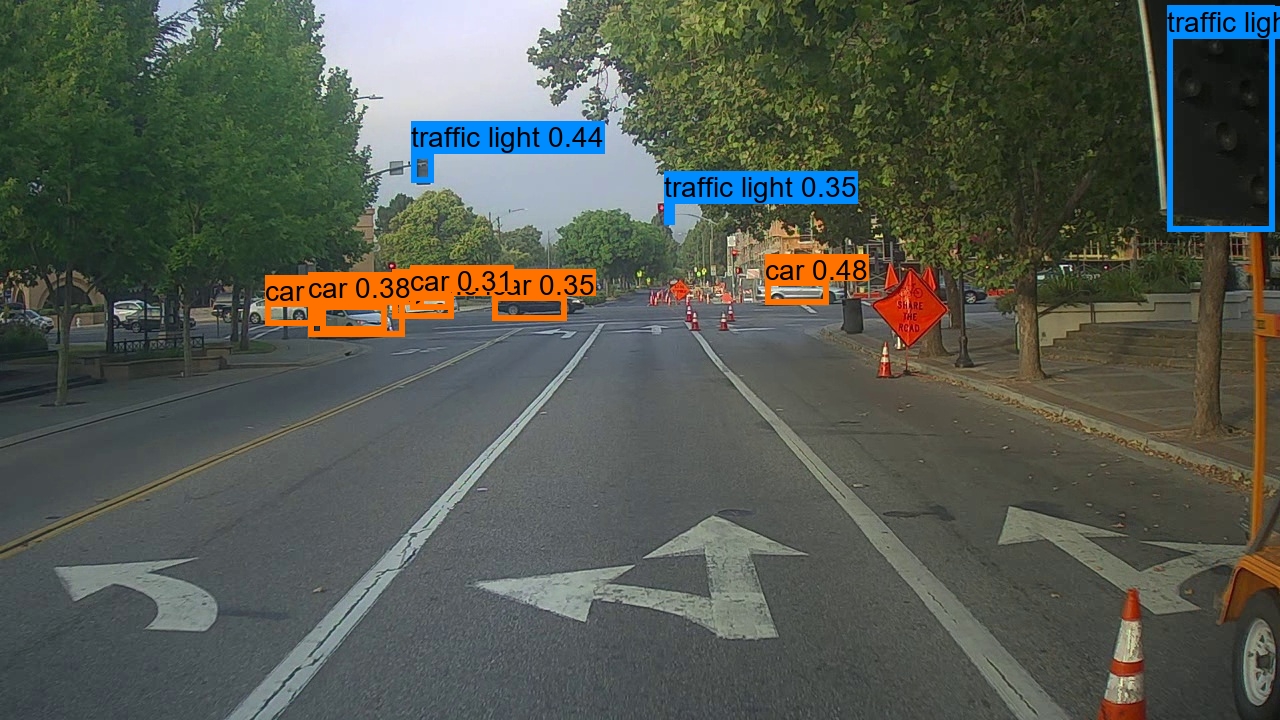 traffic ligh
traffic light 0.44
traffic light 0.35
car 0.48
car
car 0.38
car 0.31
ar 0.35
SHARE
THE
ROAD